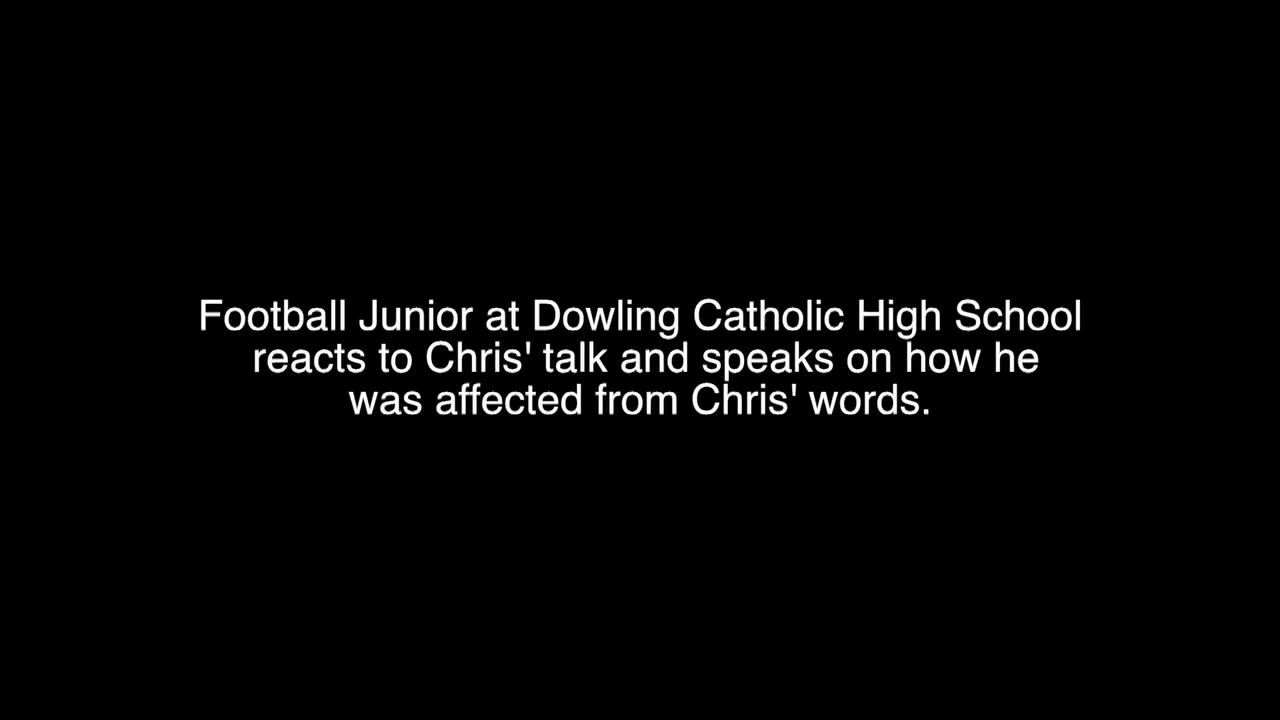 Football Junior at Dowling Catholic High School
reacts to Chris' talk and speaks on how he
was affected from Chris' words.